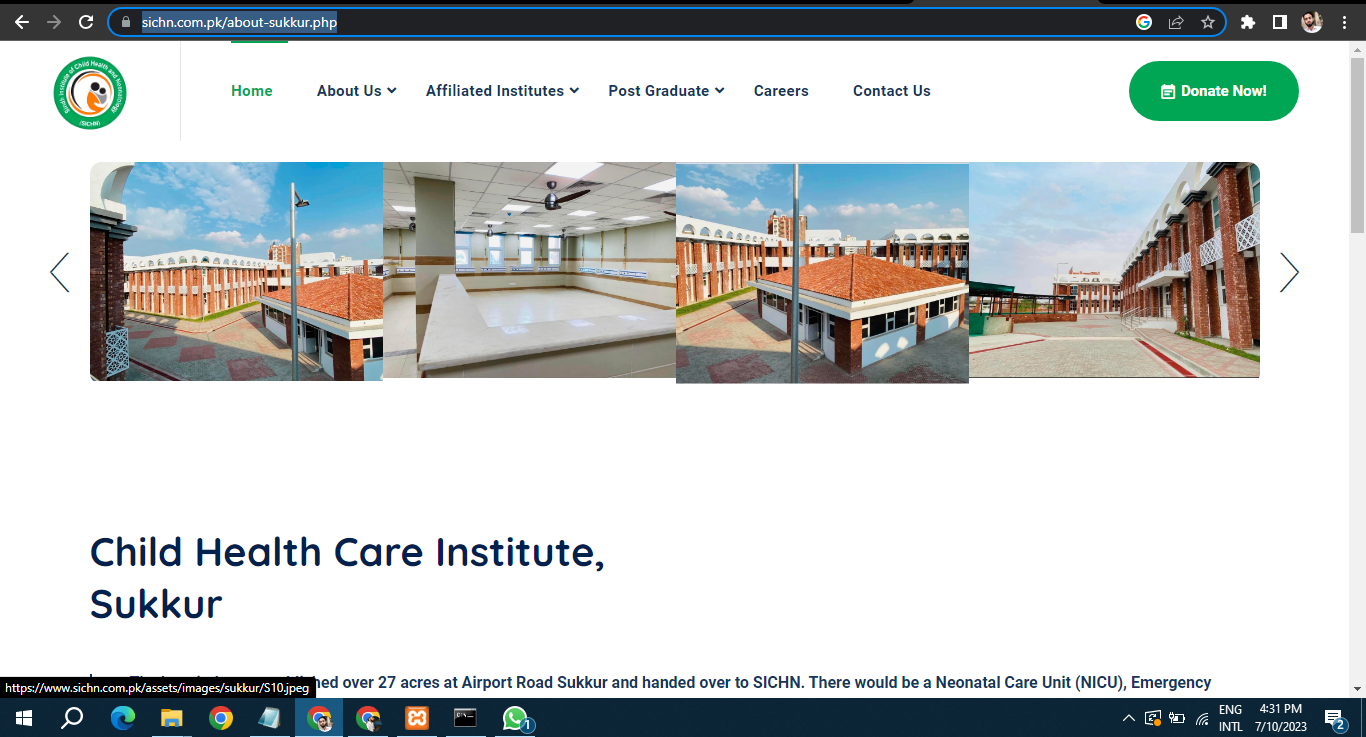 sichn.com.pk/about-sukkur.php
Sindh Institute of Child Health and Neonatology
(SICHN)
Home
About Us
Affiliated Institutes
Post Graduate
Careers
Contact Us
Donate Now!
Child Health Care Institute,
Sukkur
over 27 acres at Airport Road Sukkur and handed over to SICHN. There would be a Neonatal Care Unit (NICU), Emergency
https://www.sichn.com.pk/assets/images/sukkur/S10.jpeg
1
ENG
INTL
4:31 PM
7/10/2023
2